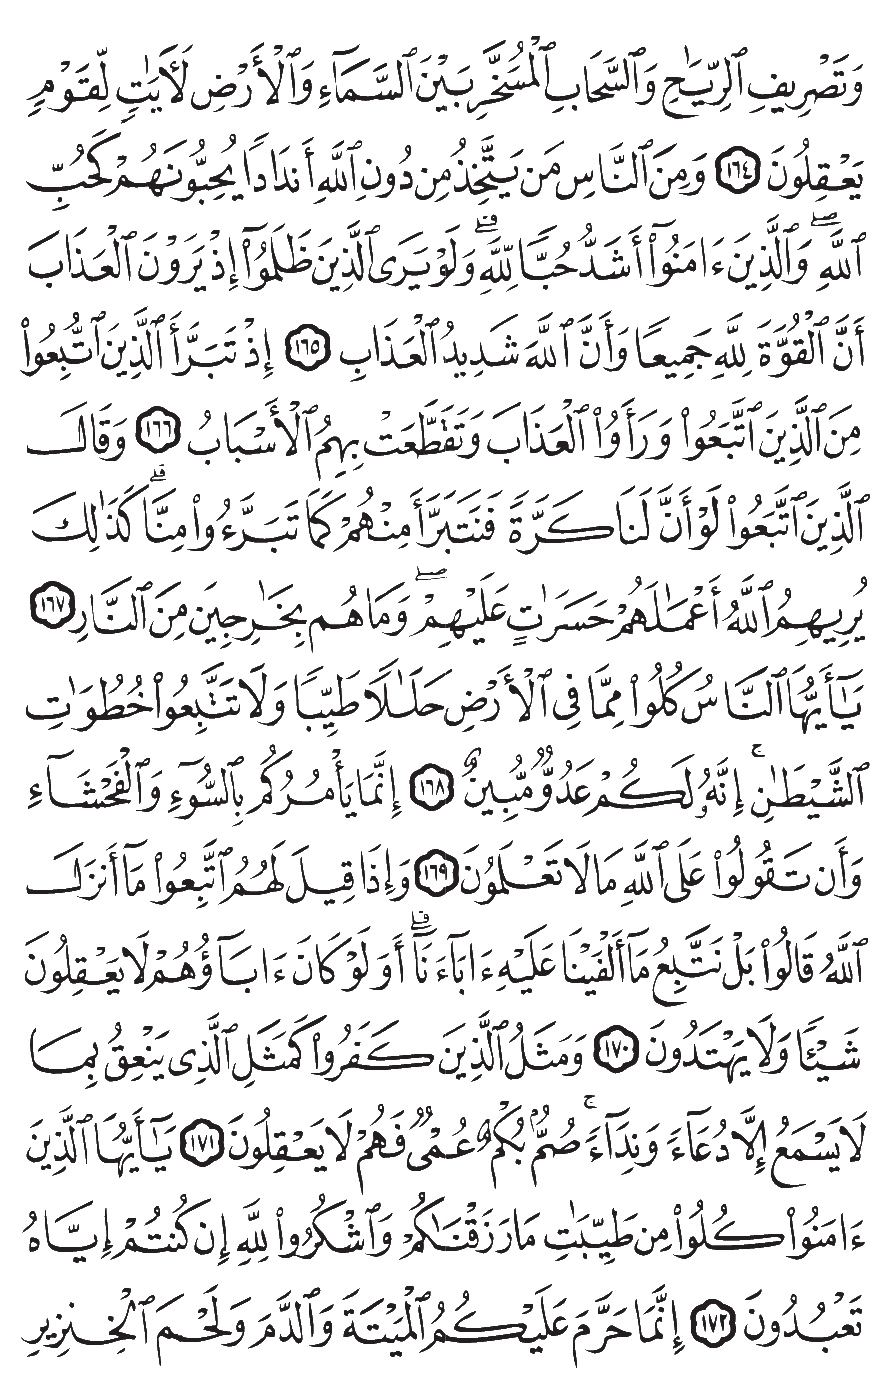 وَتَصْرِيفِ ٱلرِّيَـٰحِ وَٱلسَّحَابِ ٱلْمُسَخَّرِ بَيْنَ ٱلسَّمَآءِ وَٱلْأَرْضِ لَـَٔايَـٰتٍ لِّقَوْمٍ
يَعْقِلُونَ ١٦٤ وَمِنَ ٱلنَّاسِ مَن يَتَّخِذُ مِن دُونِ ٱللَّهِ أَندَادًا يُحِبُّونَهُمْ كَحُبِّ
ٱللَّهِۖ وَٱلَّذِينَ ءَامَنُوٓا۟ أَشَدُّ حُبًّا لِّلَّهِۗ وَلَوْ يَرَى ٱلَّذِينَ ظَلَمُوٓا۟ إِذْ يَرَوْنَ ٱلْعَذَابَ
أَنَّ ٱلْقُوَّةَ لِلَّهِ جَمِيعًا وَأَنَّ ٱللَّهَ شَدِيدُ ٱلْعَذَابِ ١٦٥ إِذْ تَبَرَّأَ ٱلَّذِينَ ٱتُّبِعُوا۟
مِنَ ٱلَّذِينَ ٱتَّبَعُوا۟ وَرَأَوُا۟ ٱلْعَذَابَ وَتَقَطَّعَتْ بِهِمُ ٱلْأَسْبَابُ ١٦٦ وَقَالَ
ٱلَّذِينَ ٱتَّبَعُوا۟ لَوْ أَنَّ لَنَا كَرَّةً فَنَتَبَرَّأَ مِنْهُمْ كَمَا تَبَرَّءُوا۟ مِنَّاۗ كَذَٰلِكَ
يُرِيهِمُ ٱللَّهُ أَعْمَـٰلَهُمْ حَسَرَٰتٍ عَلَيْهِمْۖ وَمَا هُم بِخَـٰرِجِينَ مِنَ ٱلنَّارِ ١٦٧
يَـٰٓأَيُّهَا ٱلنَّاسُ كُلُوا۟ مِمَّا فِى ٱلْأَرْضِ حَلَـٰلًا طَيِّبًا وَلَا تَتَّبِعُوا۟ خُطُوَٰتِ
ٱلشَّيْطَـٰنِۚ إِنَّهُۥ لَكُمْ عَدُوٌّ مُّبِينٌ ١٦٨ إِنَّمَا يَأْمُرُكُم بِٱلسُّوٓءِ وَٱلْفَحْشَآءِ
وَأَن تَقُولُوا۟ عَلَى ٱللَّهِ مَا لَا تَعْلَمُونَ ١٦٩ وَإِذَا قِيلَ لَهُمُ ٱتَّبِعُوا۟ مَآ أَنزَلَ
ٱللَّهُ قَالُوا۟ بَلْ نَتَّبِعُ مَآ أَلْفَيْنَا عَلَيْهِ ءَابَآءَنَآۗ أَوَلَوْ كَانَ ءَابَآؤُهُمْ لَا يَعْقِلُونَ
شَيْـًٔا وَلَا يَهْتَدُونَ ١٧٠ وَمَثَلُ ٱلَّذِينَ كَفَرُوا۟ كَمَثَلِ ٱلَّذِى يَنْعِقُ بِمَا
لَا يَسْمَعُ إِلَّا دُعَآءً وَنِدَآءًۚ صُمٌّۢ بُكْمٌ عُمْىٌ فَهُمْ لَا يَعْقِلُونَ ١٧١ يَـٰٓأَيُّهَا ٱلَّذِينَ
ءَامَنُوا۟ كُلُوا۟ مِن طَيِّبَـٰتِ مَا رَزَقْنَـٰكُمْ وَٱشْكُرُوا۟ لِلَّهِ إِن كُنتُمْ إِيَّاهُ
تَعْبُدُونَ ١٧٢ إِنَّمَا حَرَّمَ عَلَيْكُمُ ٱلْمَيْتَةَ وَٱلدَّمَ وَلَحْمَ ٱلْخِنزِيرِ